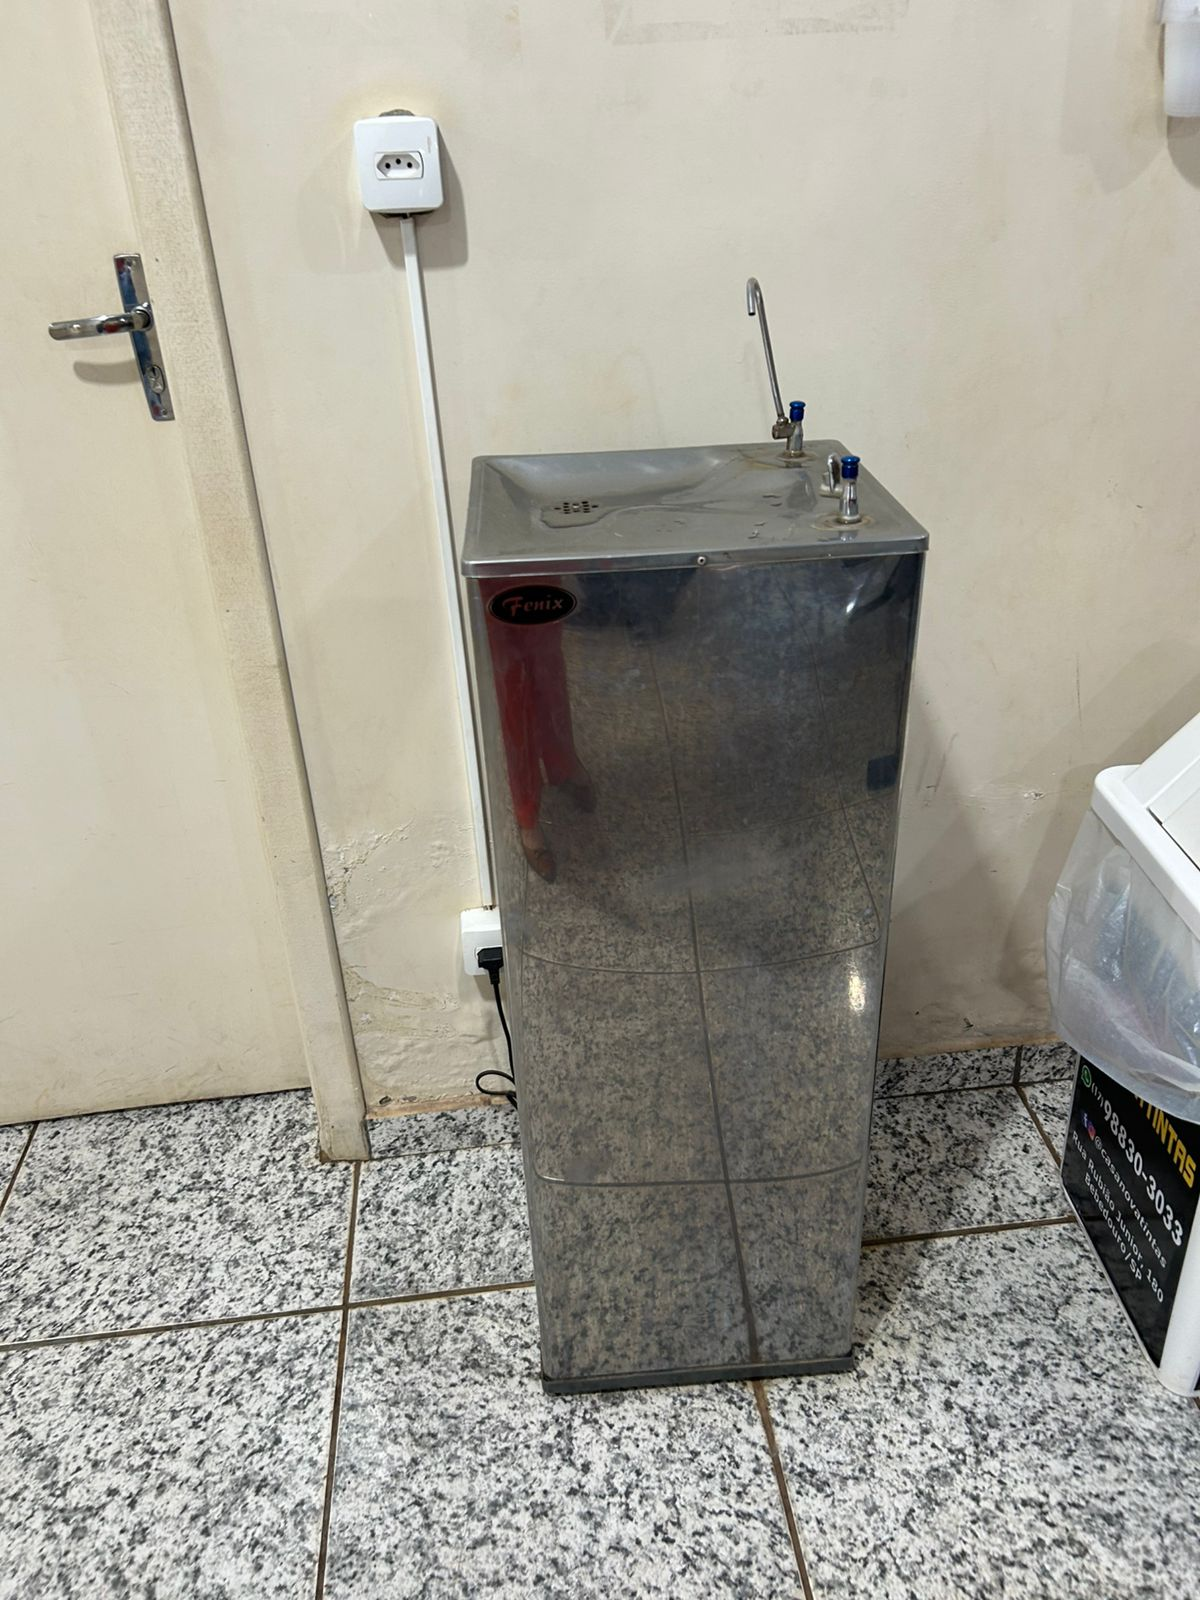 Fenix
TINTAS
(17)98830-3033
@casanovatintas
Rua Rubião Junior, 180
Bebedouro/SP